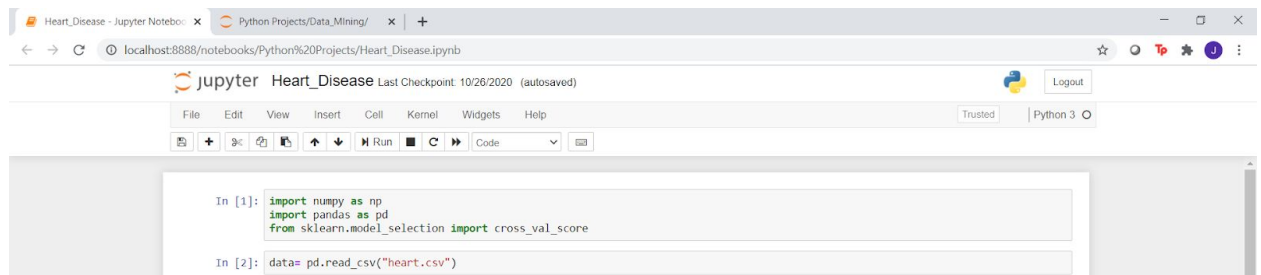 Heart_Disease - Jupyter Noteboo
Python Projects/Data_MIning/
localhost:8888/notebooks/Python%20Projects/Heart_Disease.ipynb
Tp
J
jupyter Heart_Disease Last Checkpoint: 10/26/2020 (autosaved)
Logout
File Edit View Insert Cell Kernel Widgets Help
Trusted
Python 3
Run
Code
In [1]: import numpy as np
import pandas as pd
from sklearn.model_selection import cross_val_score
In [2]: data= pd.read_csv("heart.csv")